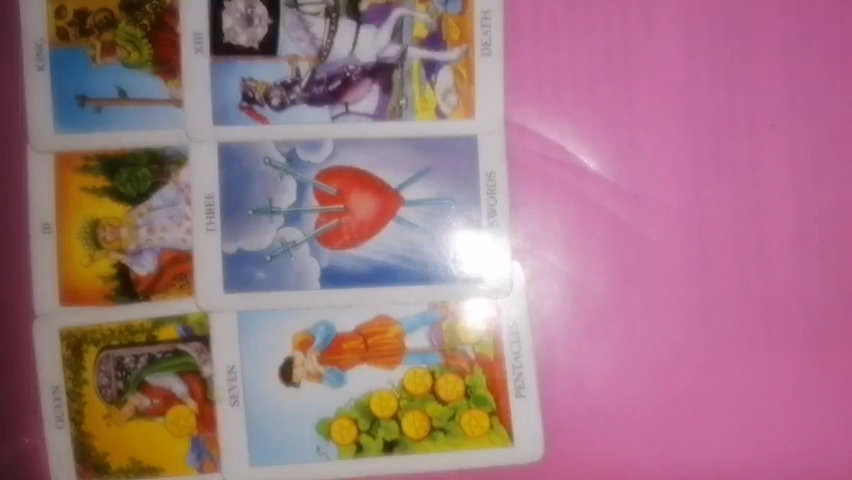 KING
XIII
DEATH
III
THREE
SWORDS
QUEEN
SEVEN
PENTACLES